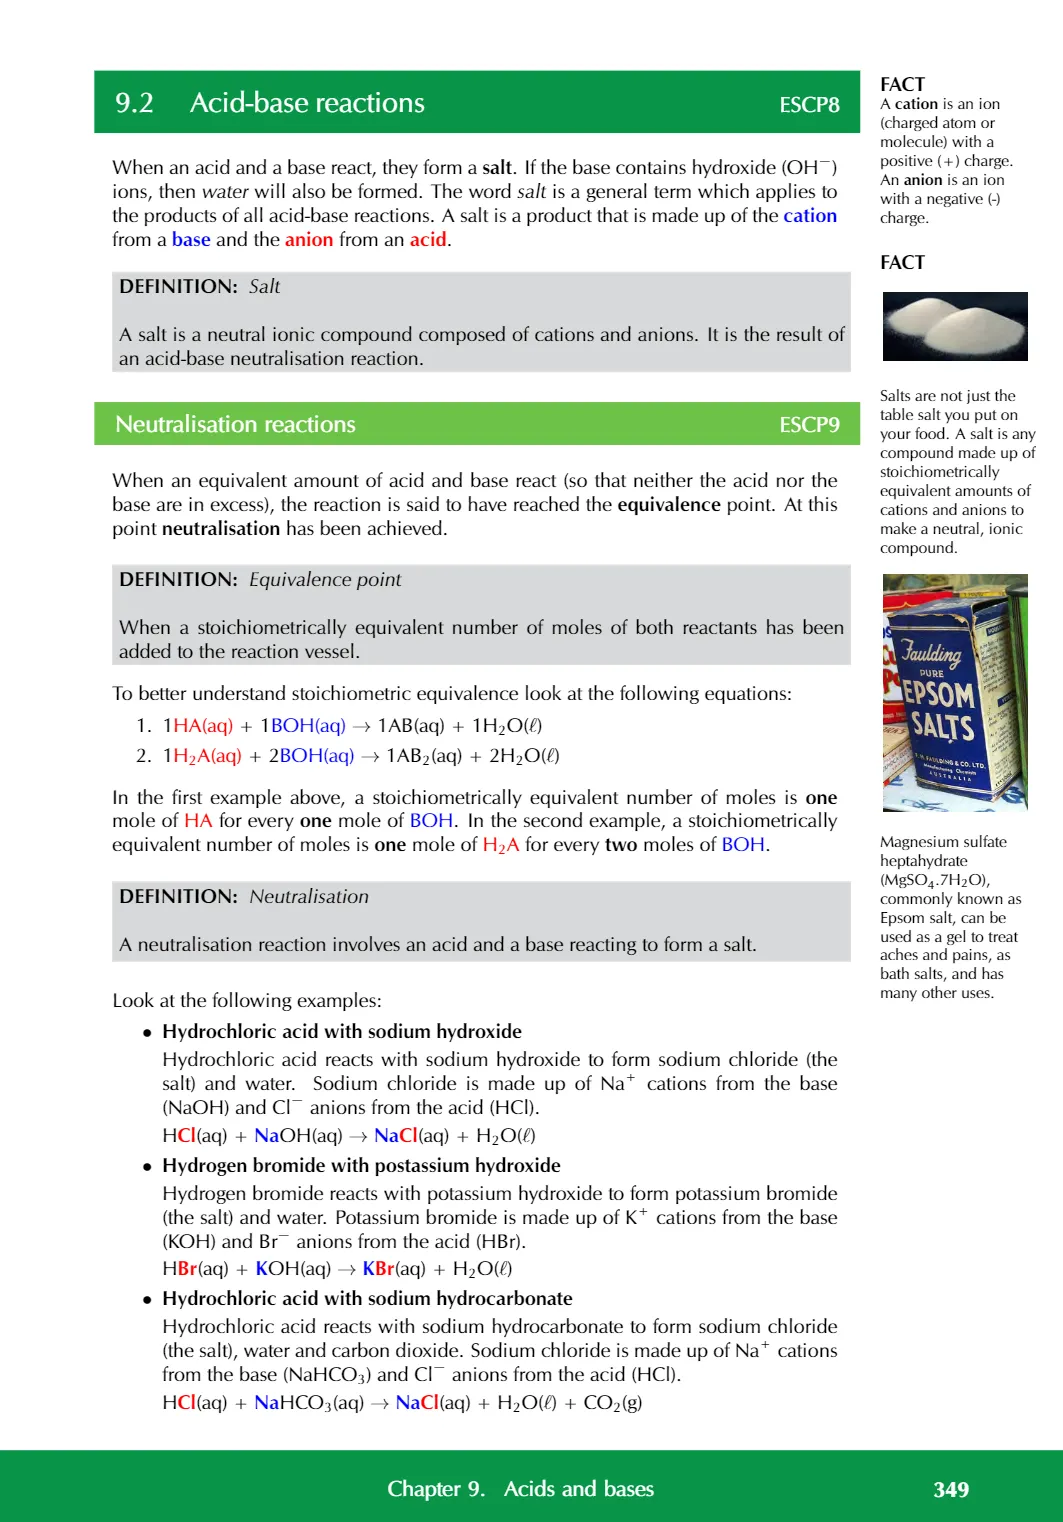 9.2 Acid-base reactions ESCP8
When an acid and a base react, they form a salt. If the base contains hydroxide (OH⁻)
ions, then water will also be formed. The word salt is a general term which applies to
the products of all acid-base reactions. A salt is a product that is made up of the cation
from a base and the anion from an acid.
DEFINITION: Salt
A salt is a neutral ionic compound composed of cations and anions. It is the result of
an acid-base neutralisation reaction.
Neutralisation reactions ESCP9
When an equivalent amount of acid and base react (so that neither the acid nor the
base are in excess), the reaction is said to have reached the equivalence point. At this
point neutralisation has been achieved.
DEFINITION: Equivalence point
When a stoichiometrically equivalent number of moles of both reactants has been
added to the reaction vessel.
To better understand stoichiometric equivalence look at the following equations:
1. 1HA(aq) + 1BOH(aq) → 1AB(aq) + 1H₂O(ℓ)
2. 1H₂A(aq) + 2BOH(aq) → 1AB₂(aq) + 2H₂O(ℓ)
In the first example above, a stoichiometrically equivalent number of moles is one
mole of HA for every one mole of BOH. In the second example, a stoichiometrically
equivalent number of moles is one mole of H₂A for every two moles of BOH.
DEFINITION: Neutralisation
A neutralisation reaction involves an acid and a base reacting to form a salt.
Look at the following examples:
• Hydrochloric acid with sodium hydroxide
Hydrochloric acid reacts with sodium hydroxide to form sodium chloride (the
salt) and water. Sodium chloride is made up of Na⁺ cations from the base
(NaOH) and Cl⁻ anions from the acid (HCl).
HCl(aq) + NaOH(aq) → NaCl(aq) + H₂O(ℓ)
• Hydrogen bromide with postassium hydroxide
Hydrogen bromide reacts with potassium hydroxide to form potassium bromide
(the salt) and water. Potassium bromide is made up of K⁺ cations from the base
(KOH) and Br⁻ anions from the acid (HBr).
HBr(aq) + KOH(aq) → KBr(aq) + H₂O(ℓ)
• Hydrochloric acid with sodium hydrocarbonate
Hydrochloric acid reacts with sodium hydrocarbonate to form sodium chloride
(the salt), water and carbon dioxide. Sodium chloride is made up of Na⁺ cations
from the base (NaHCO₃) and Cl⁻ anions from the acid (HCl).
HCl(aq) + NaHCO₃(aq) → NaCl(aq) + H₂O(ℓ) + CO₂(g)
FACT
A cation is an ion
(charged atom or
molecule) with a
positive (+) charge.
An anion is an ion
with a negative (-)
charge.
FACT
Salts are not just the
table salt you put on
your food. A salt is any
compound made up of
stoichiometrically
equivalent amounts of
cations and anions to
make a neutral, ionic
compound.
Faulding
PURE
EPSOM
SALTS
FAULDING & CO. LTD.
Manufacturing Chemists
AUSTRALIA
Magnesium sulfate
heptahydrate
(MgSO₄.7H₂O),
commonly known as
Epsom salt, can be
used as a gel to treat
aches and pains, as
bath salts, and has
many other uses.
Chapter 9. Acids and bases 349